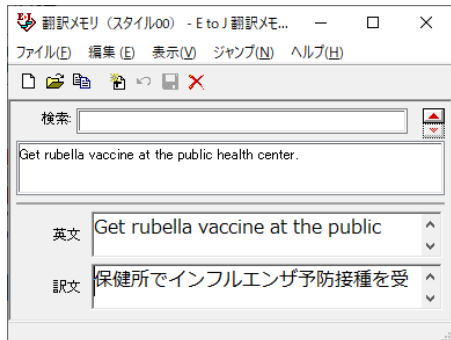 翻訳メモリ（スタイル00） - E to J 翻訳メモ...
ファイル(F) 編集(E) 表示(V) ジャンプ(N) ヘルプ(H)
検索:
Get rubella vaccine at the public health center.
英文 Get rubella vaccine at the public
訳文 保健所でインフルエンザ予防接種を受